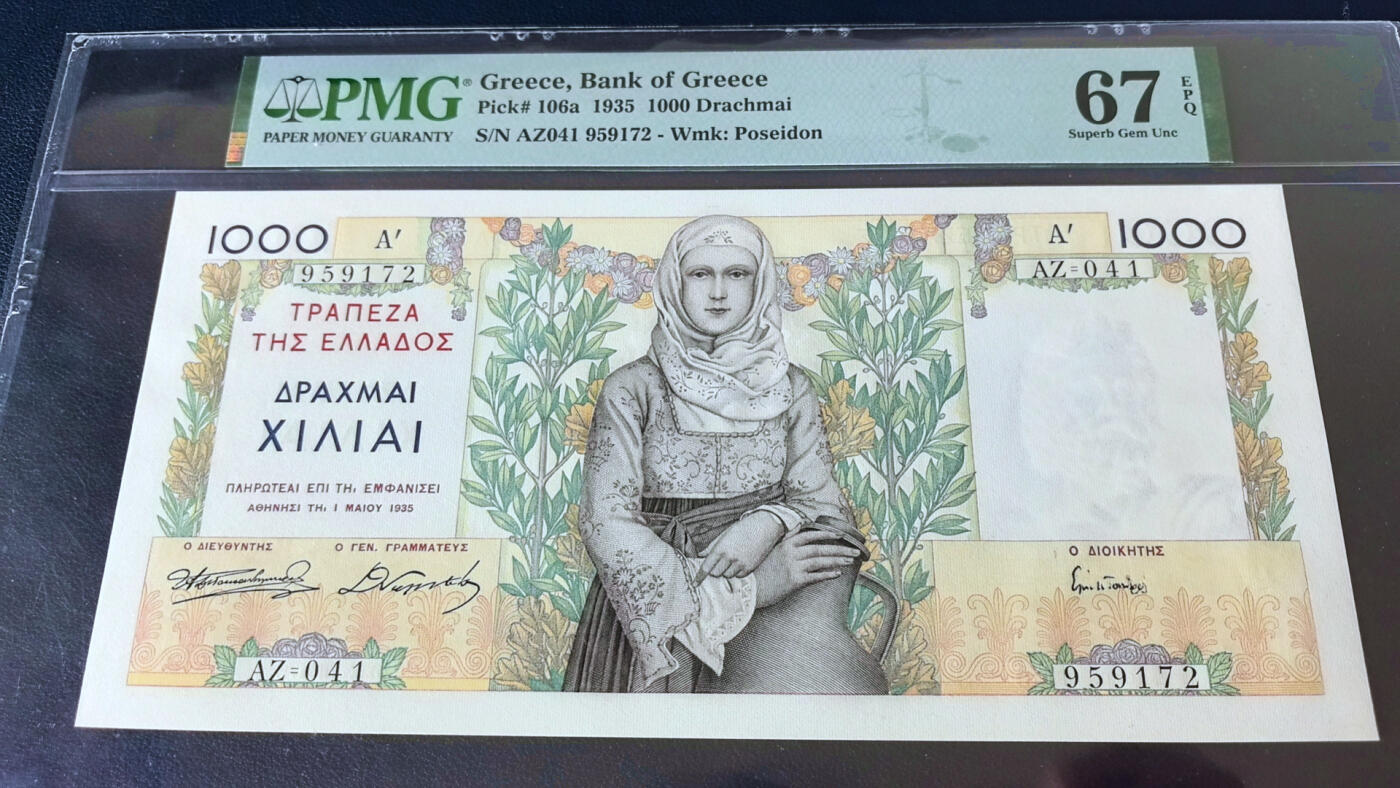 PMG® Greece, Bank of Greece
PAPER MONEY GUARANTY
Pick# 106a 1935 1000 Drachmai
S/N AZ041 959172 - Wmk: Poseidon
67 EPQ
Superb Gem Unc
1000 Α' Α' 1000
959172 ΑΖ=041
ΤΡΑΠΕΖΑ
ΤΗΣ ΕΛΛΑΔΟΣ
ΔΡΑΧΜΑΙ
ΧΙΛΙΑΙ
ΠΛΗΡΩΤΕΑΙ ΕΠΙ ΤΗι ΕΜΦΑΝΙΣΕΙ
ΑΘΗΝΗΣΙ ΤΗι 1 ΜΑΙΟΥ 1935
Ο ΔΙΕΥΘΥΝΤΗΣ Ο ΓΕΝ. ΓΡΑΜΜΑΤΕΥΣ Ο ΔΙΟΙΚΗΤΗΣ
ΑΖ=041 959172